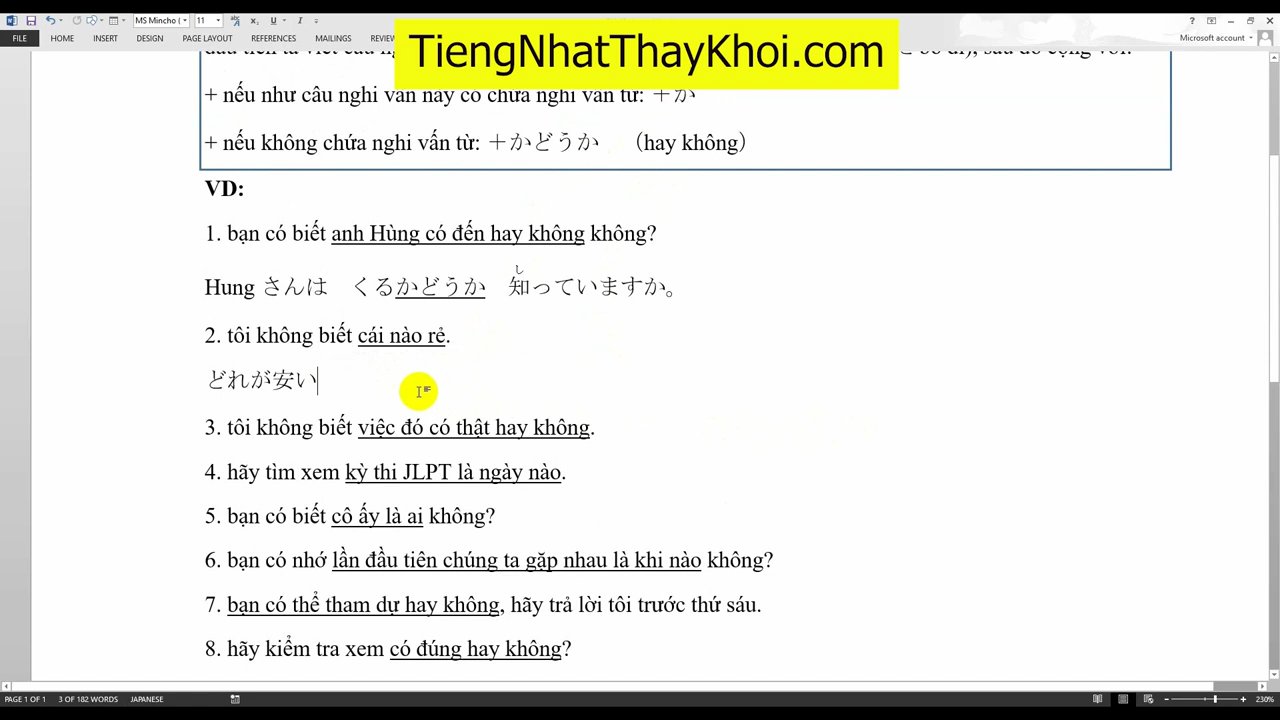 MS Mincho (
11
FILE HOME INSERT DESIGN PAGE LAYOUT REFERENCES MAILINGS
Microsoft account
TiengNhatThayKhoi.com
+ nếu như câu nghi vấn này có chứa nghi vấn từ: ＋か
+ nếu không chứa nghi vấn từ: ＋かどうか （hay không）
VD:
1. bạn có biết anh Hùng có đến hay không không?
し
Hung さんは　くるかどうか　知っていますか。
2. tôi không biết cái nào rẻ.
どれが安い
3. tôi không biết việc đó có thật hay không.
4. hãy tìm xem kỳ thi JLPT là ngày nào.
5. bạn có biết cô ấy là ai không?
6. bạn có nhớ lần đầu tiên chúng ta gặp nhau là khi nào không?
7. bạn có thể tham dự hay không, hãy trả lời tôi trước thứ sáu.
8. hãy kiểm tra xem có đúng hay không?
PAGE 1 OF 1 3 OF 182 WORDS JAPANESE
230%